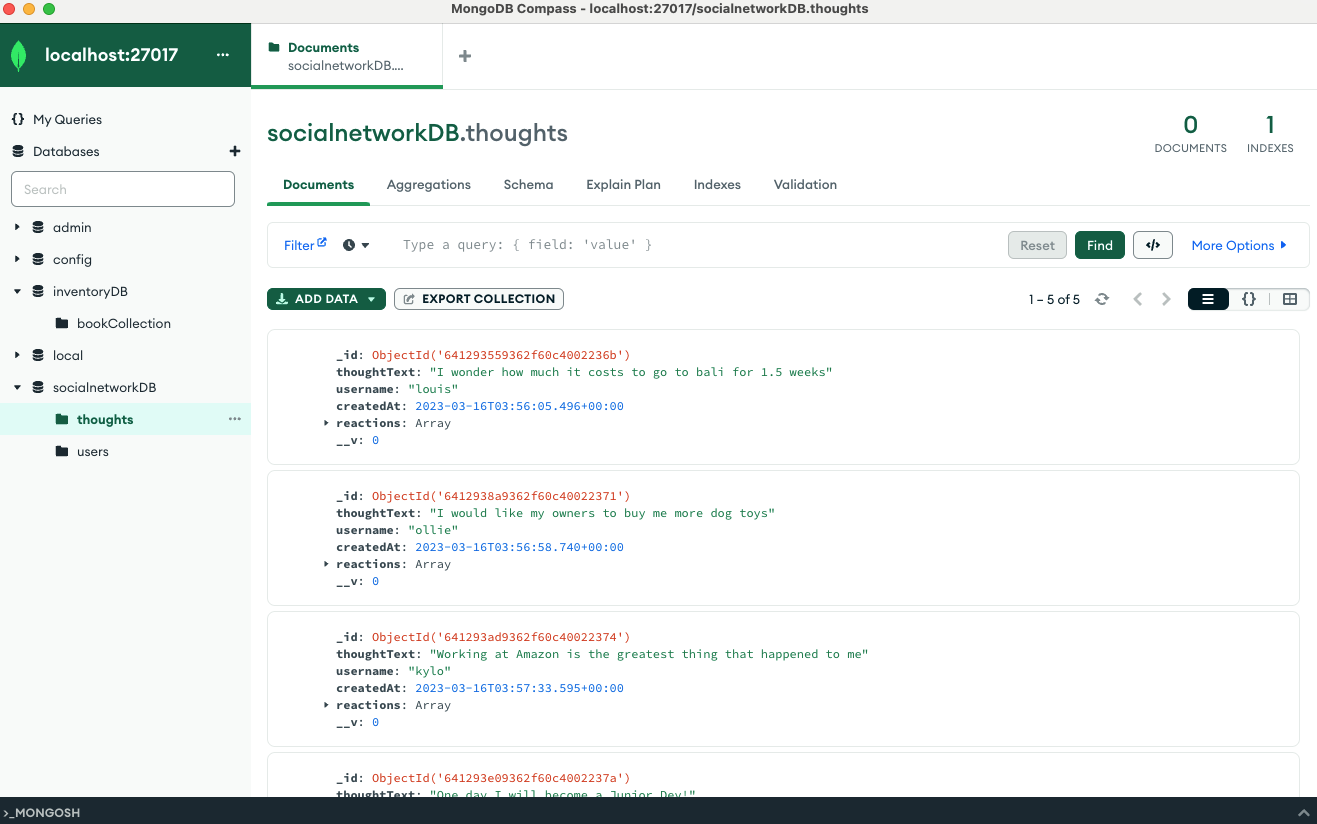 MongoDB Compass - localhost:27017/socialnetworkDB.thoughts
localhost:27017 ...
Documents
socialnetworkDB....
{} My Queries
Databases
Search
admin
config
inventoryDB
bookCollection
local
socialnetworkDB
thoughts
users
socialnetworkDB.thoughts
0
DOCUMENTS
1
INDEXES
Documents Aggregations Schema Explain Plan Indexes Validation
Filter Type a query: { field: 'value' } Reset Find </> More Options
ADD DATA EXPORT COLLECTION 1 – 5 of 5 {}
_id: ObjectId('641293559362f60c4002236b')
thoughtText: "I wonder how much it costs to go to bali for 1.5 weeks"
username: "louis"
createdAt: 2023-03-16T03:56:05.496+00:00
reactions: Array
__v: 0
_id: ObjectId('6412938a9362f60c40022371')
thoughtText: "I would like my owners to buy me more dog toys"
username: "ollie"
createdAt: 2023-03-16T03:56:58.740+00:00
reactions: Array
__v: 0
_id: ObjectId('641293ad9362f60c40022374')
thoughtText: "Working at Amazon is the greatest thing that happened to me"
username: "kylo"
createdAt: 2023-03-16T03:57:33.595+00:00
reactions: Array
__v: 0
_id: ObjectId('641293e09362f60c4002237a')
thoughtText: "One day I will become a Junior Dev!"
>_MONGOSH